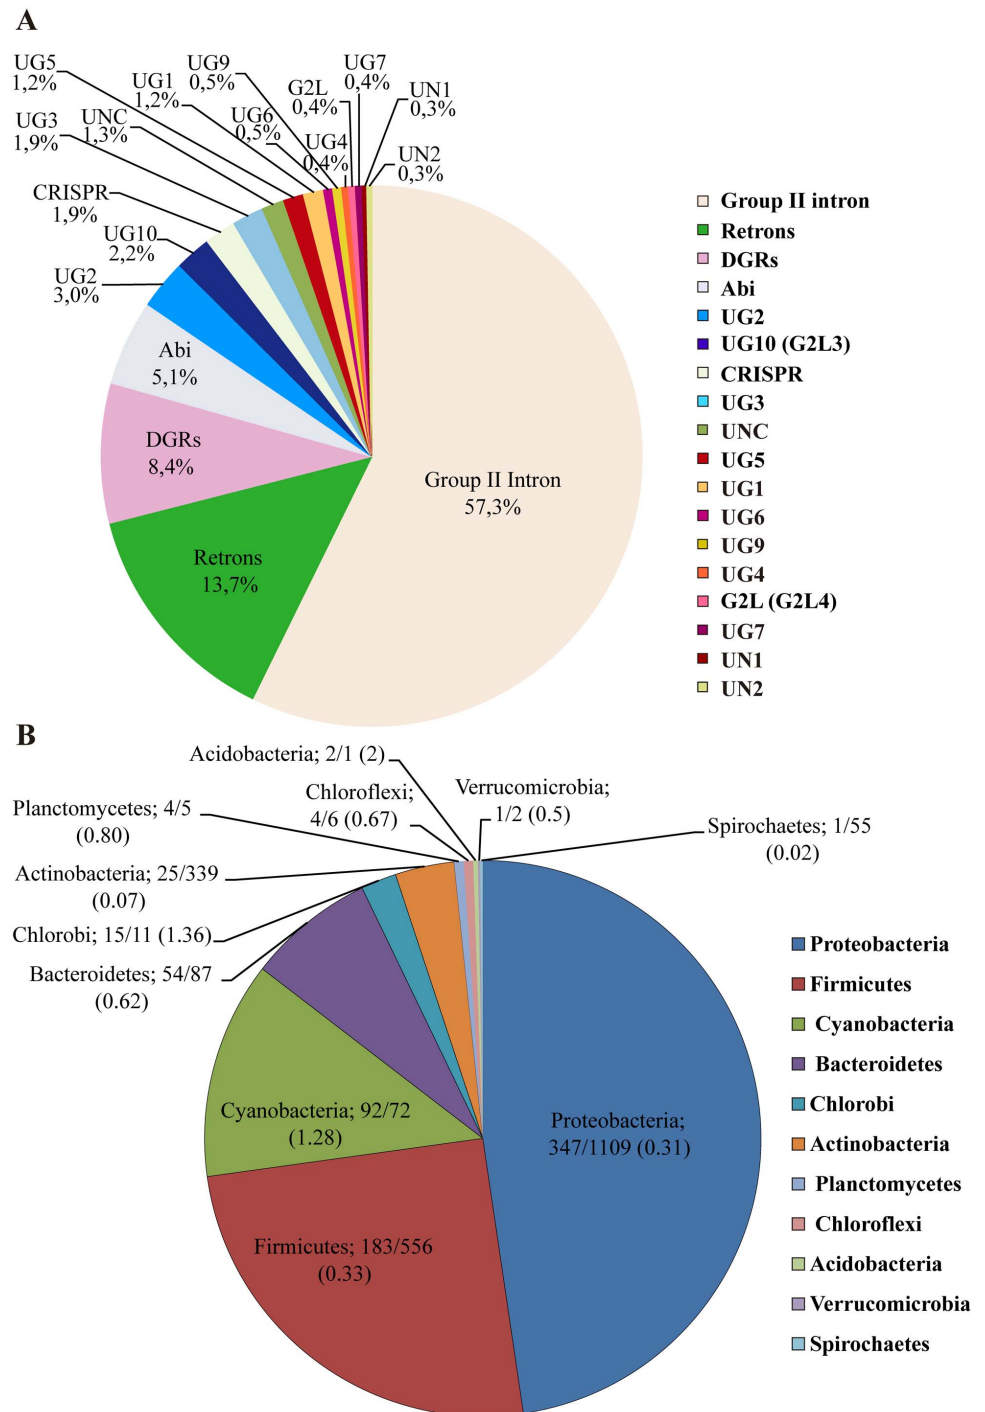 A
UG5
1,2%
UG9
0,5%
UG7
0,4%
UG1
1,2%
G2L
0,4%
UN1
0,3%
UG3
1,9%
UNC
1,3%
UG6
0,5%
UG4
0,4%
UN2
0,3%
CRISPR
1,9%
UG10
2,2%
UG2
3,0%
Abi
5,1%
DGRs
8,4%
Retrons
13,7%
Group II Intron
57,3%
Group II intron
Retrons
DGRs
Abi
UG2
UG10 (G2L3)
CRISPR
UG3
UNC
UG5
UG1
UG6
UG9
UG4
G2L (G2L4)
UG7
UN1
UN2
B
Acidobacteria; 2/1 (2)
Chloroflexi;
4/6 (0.67)
Verrucomicrobia;
1/2 (0.5)
Planctomycetes; 4/5
(0.80)
Spirochaetes; 1/55
(0.02)
Actinobacteria; 25/339
(0.07)
Chlorobi; 15/11 (1.36)
Bacteroidetes; 54/87
(0.62)
Cyanobacteria; 92/72
(1.28)
Proteobacteria;
347/1109 (0.31)
Firmicutes; 183/556
(0.33)
Proteobacteria
Firmicutes
Cyanobacteria
Bacteroidetes
Chlorobi
Actinobacteria
Planctomycetes
Chloroflexi
Acidobacteria
Verrucomicrobia
Spirochaetes